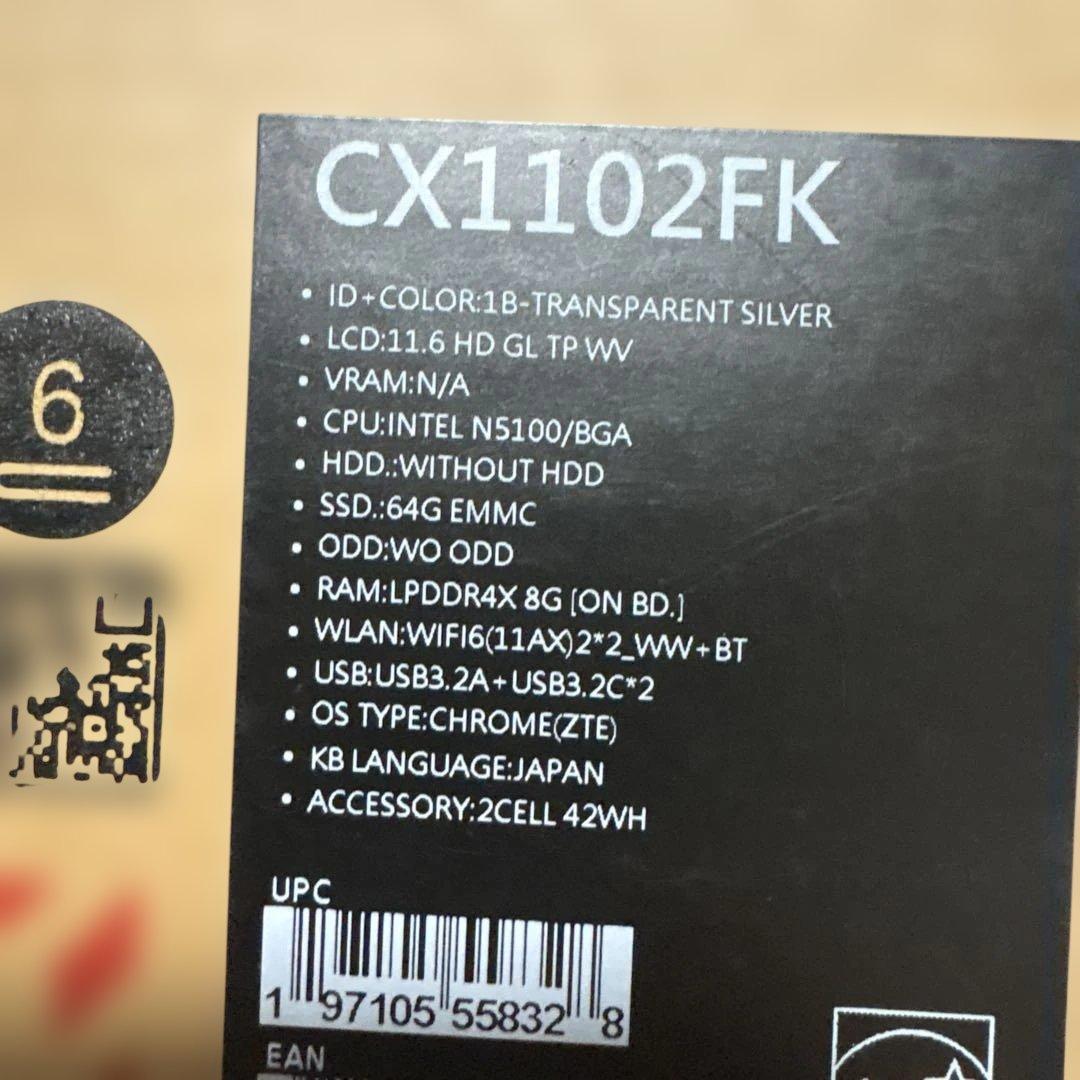 CX1102FK
• ID+COLOR:1B-TRANSPARENT SILVER
• LCD:11.6 HD GL TP WV
• VRAM:N/A
• CPU:INTEL N5100/BGA
• HDD.:WITHOUT HDD
• SSD.:64G EMMC
• ODD:WO ODD
• RAM:LPDDR4X 8G [ON BD.]
• WLAN:WIFI6(11AX)2*2_WW+BT
• USB:USB3.2A+USB3.2C*2
• OS TYPE:CHROME(ZTE)
• KB LANGUAGE:JAPAN
• ACCESSORY:2CELL 42WH
UPC
1 97105 55832 8
EAN
6